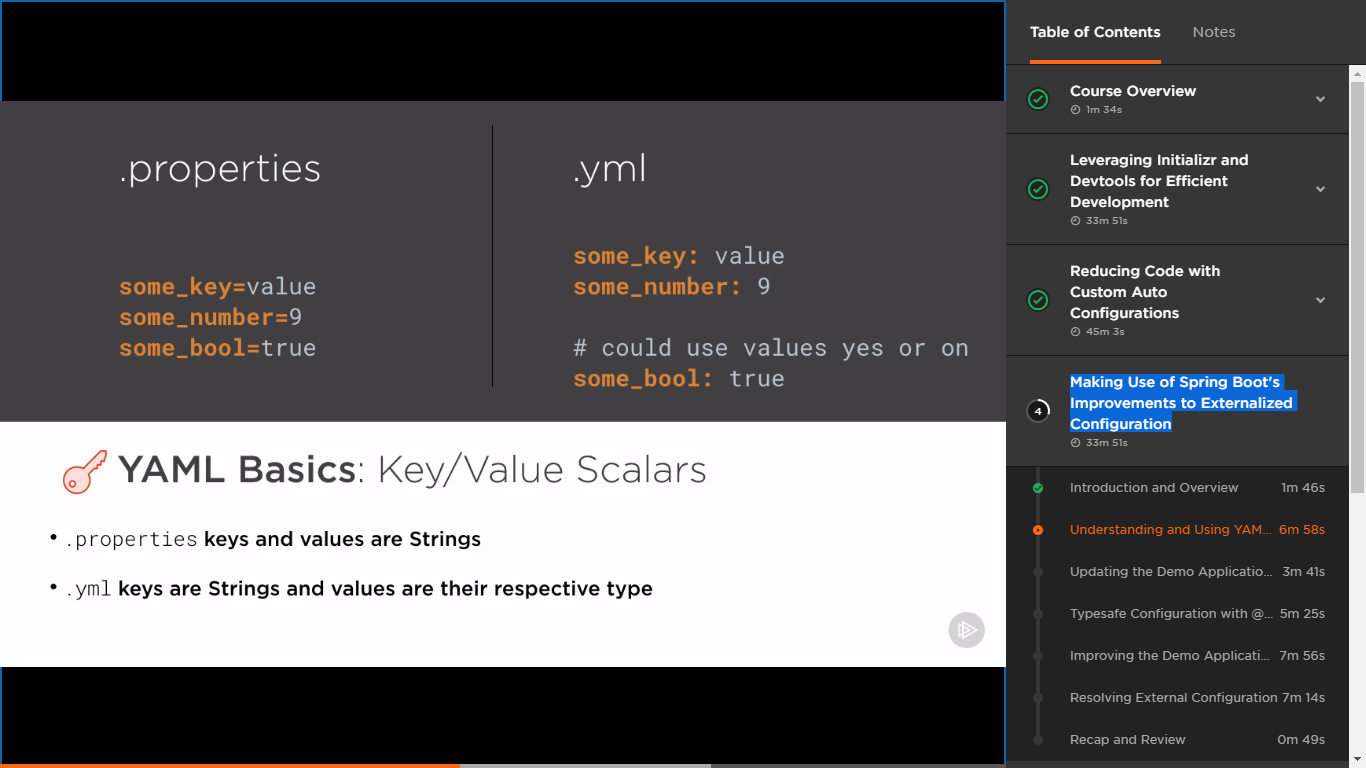 .properties
.yml
some_key=value
some_number=9
some_bool=true
some_key: value
some_number: 9
# could use values yes or on
some_bool: true
YAML Basics: Key/Value Scalars
• .properties keys and values are Strings
• .yml keys are Strings and values are their respective type
Table of Contents
Notes
Course Overview
1m 34s
Leveraging Initializr and
Devtools for Efficient
Development
33m 51s
Reducing Code with
Custom Auto
Configurations
45m 3s
4
Making Use of Spring Boot's
Improvements to Externalized
Configuration
33m 51s
Introduction and Overview 1m 46s
Understanding and Using YAM... 6m 58s
Updating the Demo Applicatio... 3m 41s
Typesafe Configuration with @... 5m 25s
Improving the Demo Applicati... 7m 56s
Resolving External Configuration 7m 14s
Recap and Review 0m 49s